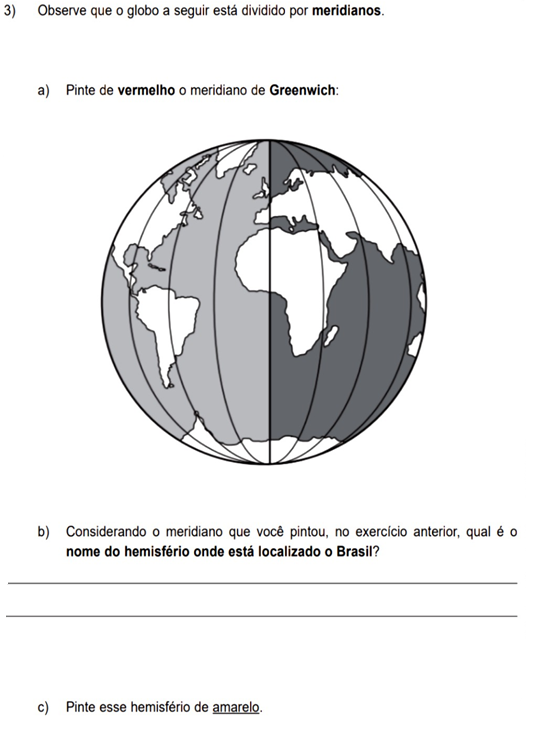 3) Observe que o globo a seguir está dividido por meridianos.
a) Pinte de vermelho o meridiano de Greenwich:
b) Considerando o meridiano que você pintou, no exercício anterior, qual é o
nome do hemisfério onde está localizado o Brasil?
c) Pinte esse hemisfério de amarelo.